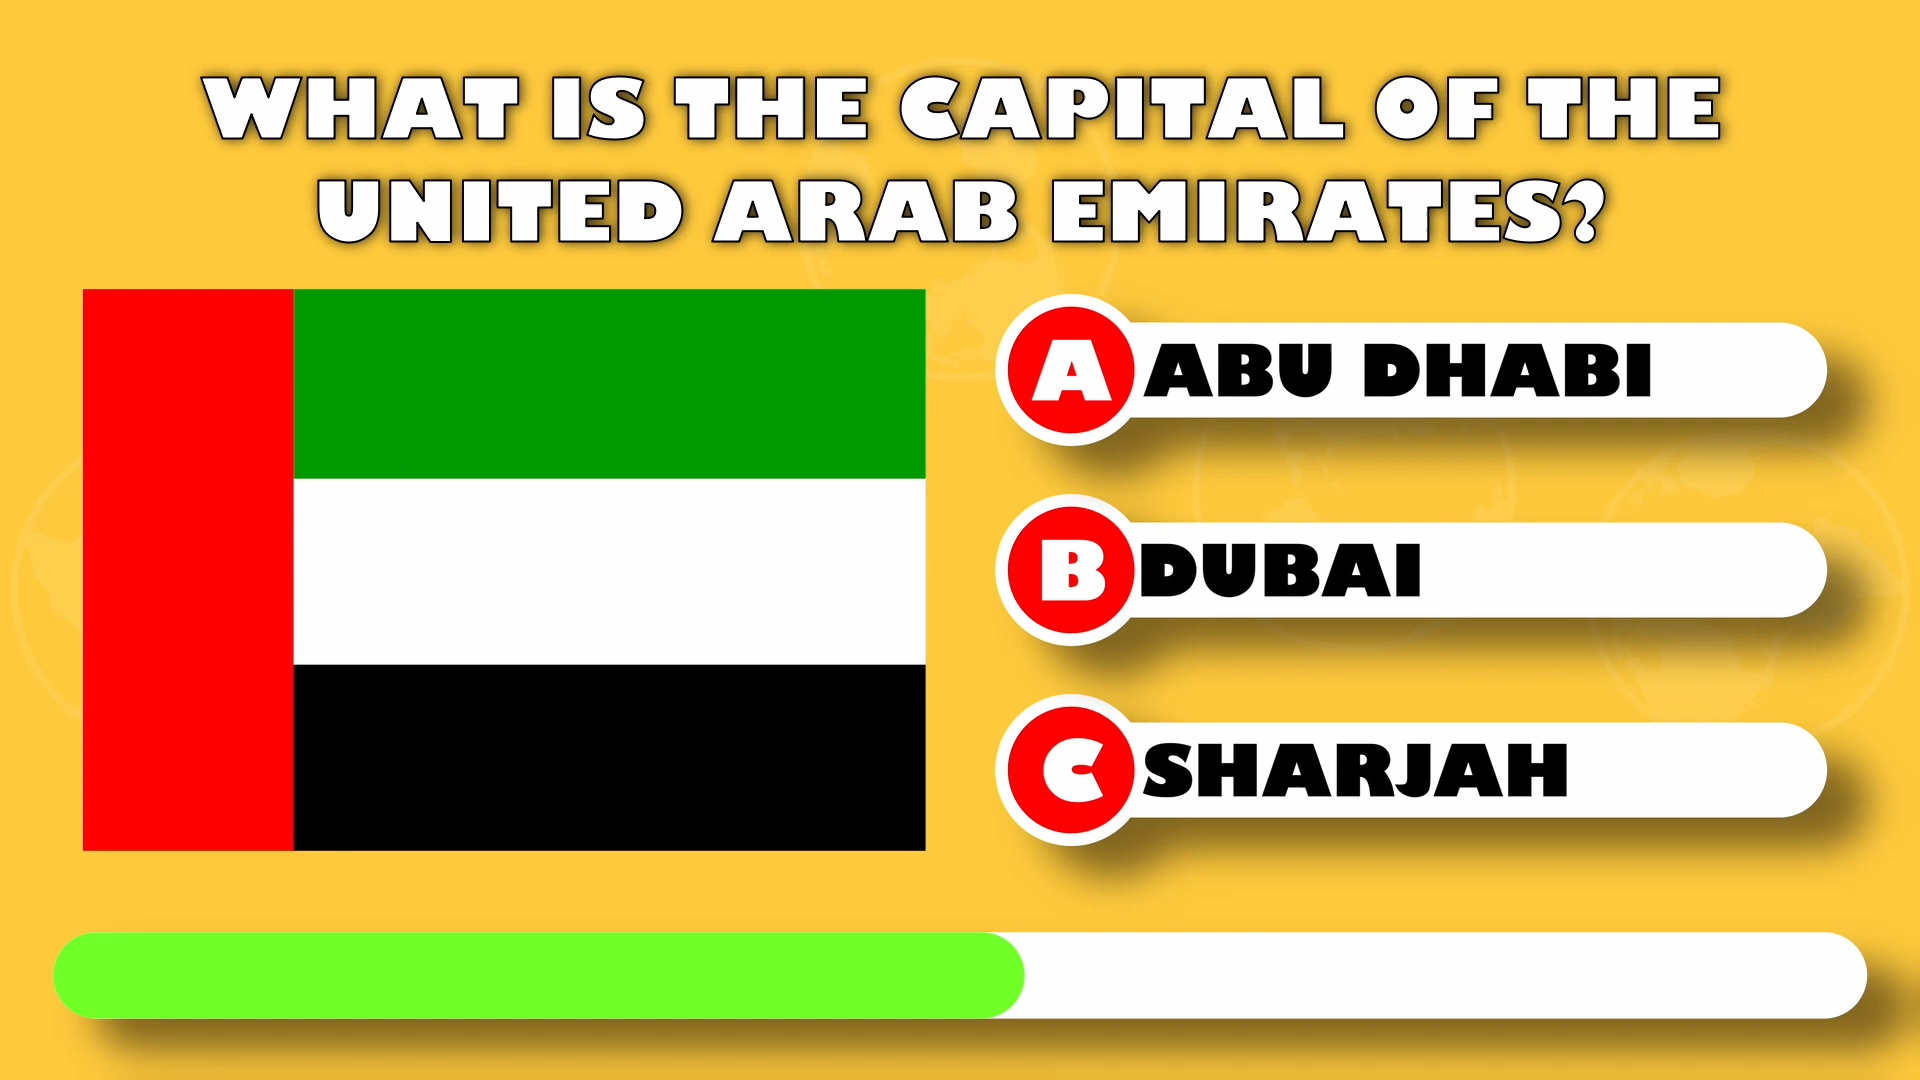 WHAT IS THE CAPITAL OF THE
UNITED ARAB EMIRATES?
A ABU DHABI
B DUBAI
C SHARJAH